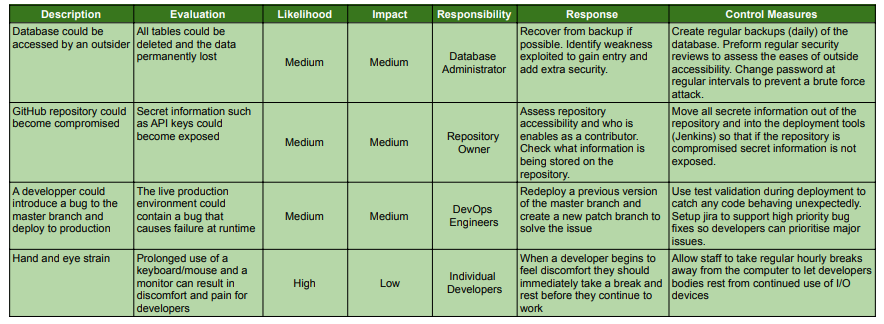 Description Evaluation Likelihood Impact Responsibility Response Control Measures
Database could be
accessed by an outsider
All tables could be
deleted and the data
permanently lost
Medium
Medium
Database
Administrator
Recover from backup if
possible. Identify weakness
exploited to gain entry and
add extra security.
Create regular backups (daily) of the
database. Preform regular security
reviews to assess the eases of outside
accessibility. Change password at
regular intervals to prevent a brute force
attack.
GitHub repository could
become compromised
Secret information such
as API keys could
become exposed
Medium
Medium
Repository
Owner
Assess repository
accessibility and who is
enables as a contributor.
Check what information is
being stored on the
repository.
Move all secrete information out of the
repository and into the deployment tools
(Jenkins) so that if the repository is
compromised secret information is not
exposed.
A developper could
introduce a bug to the
master branch and
deploy to production
The live production
environment could
contain a bug that
causes failure at runtime
Medium
Medium
DevOps
Engineers
Redeploy a previous version
of the master branch and
create a new patch branch to
solve the issue
Use test validation during deployment to
catch any code behaving unexpectedly.
Setup jira to support high priority bug
fixes so developers can prioritise major
issues.
Hand and eye strain
Prolonged use of a
keyboard/mouse and a
monitor can result in
discomfort and pain for
developers
High
Low
Individual
Developers
When a developer begins to
feel discomfort they should
immediately take a break and
rest before they continue to
work
Allow staff to take regular hourly breaks
away from the computer to let developers
bodies rest from continued use of I/O
devices